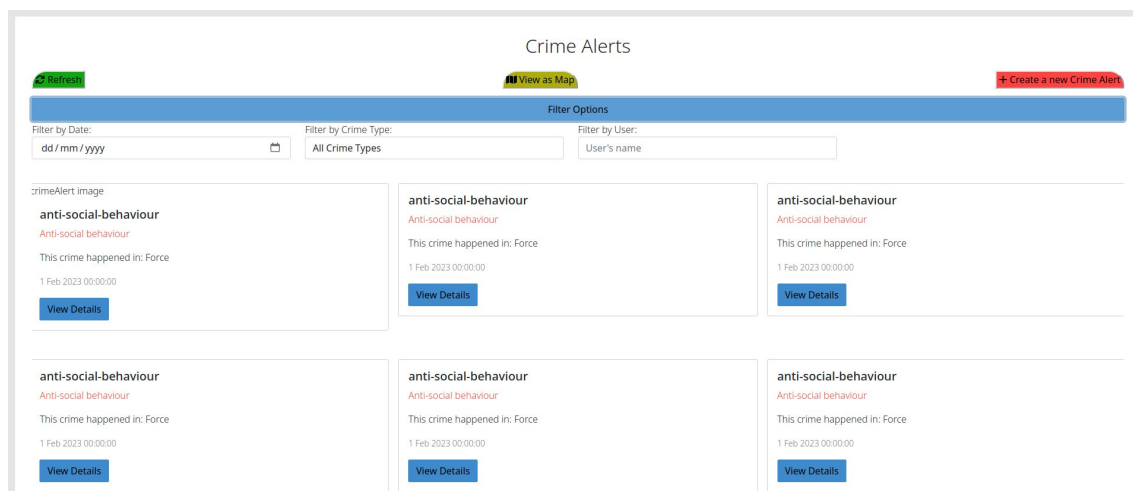 Crime Alerts
Refresh
View as Map
+ Create a new Crime Alert
Filter Options
Filter by Date:
Filter by Crime Type:
Filter by User:
dd/mm/yyyy
All Crime Types
User's name
crimeAlert image
anti-social-behaviour
Anti-social behaviour
This crime happened in: Force
1 Feb 2023 00:00:00
View Details
anti-social-behaviour
Anti-social behaviour
This crime happened in: Force
1 Feb 2023 00:00:00
View Details
anti-social-behaviour
Anti-social behaviour
This crime happened in: Force
1 Feb 2023 00:00:00
View Details
anti-social-behaviour
Anti-social behaviour
This crime happened in: Force
1 Feb 2023 00:00:00
View Details
anti-social-behaviour
Anti-social behaviour
This crime happened in: Force
1 Feb 2023 00:00:00
View Details
anti-social-behaviour
Anti-social behaviour
This crime happened in: Force
1 Feb 2023 00:00:00
View Details